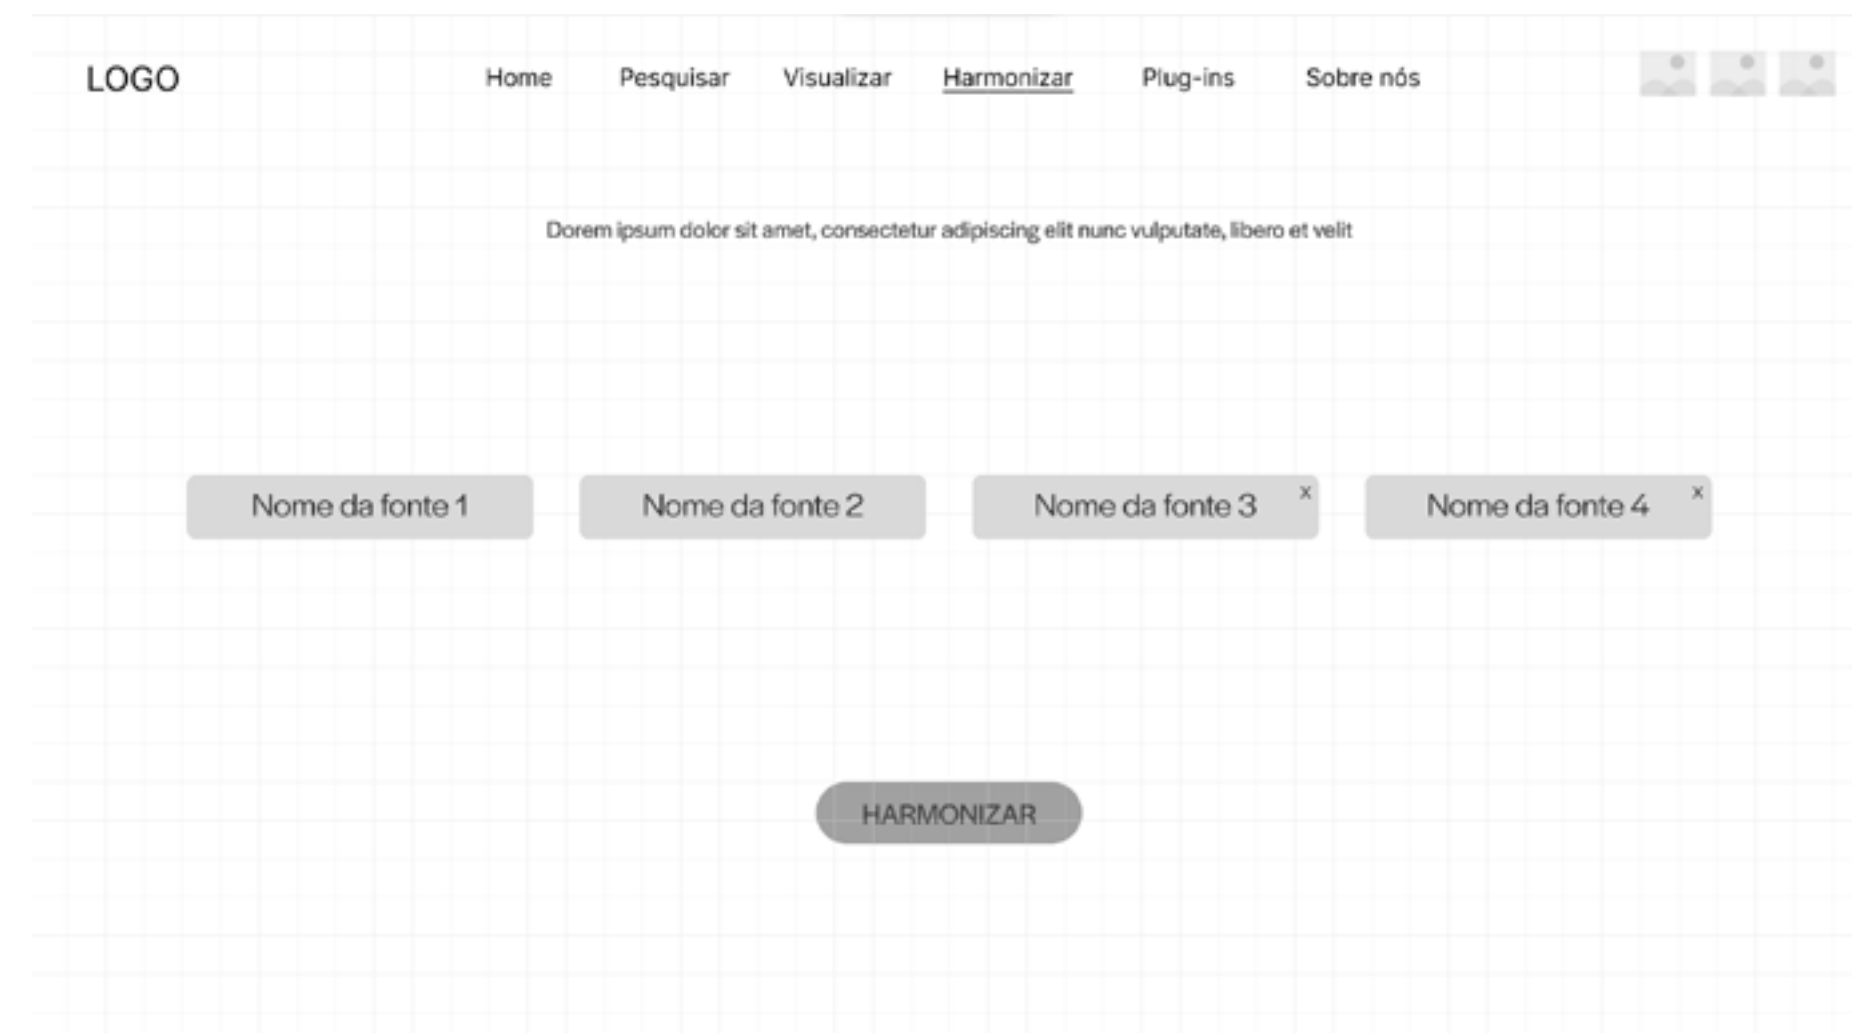 LOGO Home Pesquisar Visualizar Harmonizar Plug-ins Sobre nós
Dorem ipsum dolor sit amet, consectetur adipiscing elit nunc vulputate, libero et velit
Nome da fonte 1 Nome da fonte 2 Nome da fonte 3 x Nome da fonte 4 x
HARMONIZAR